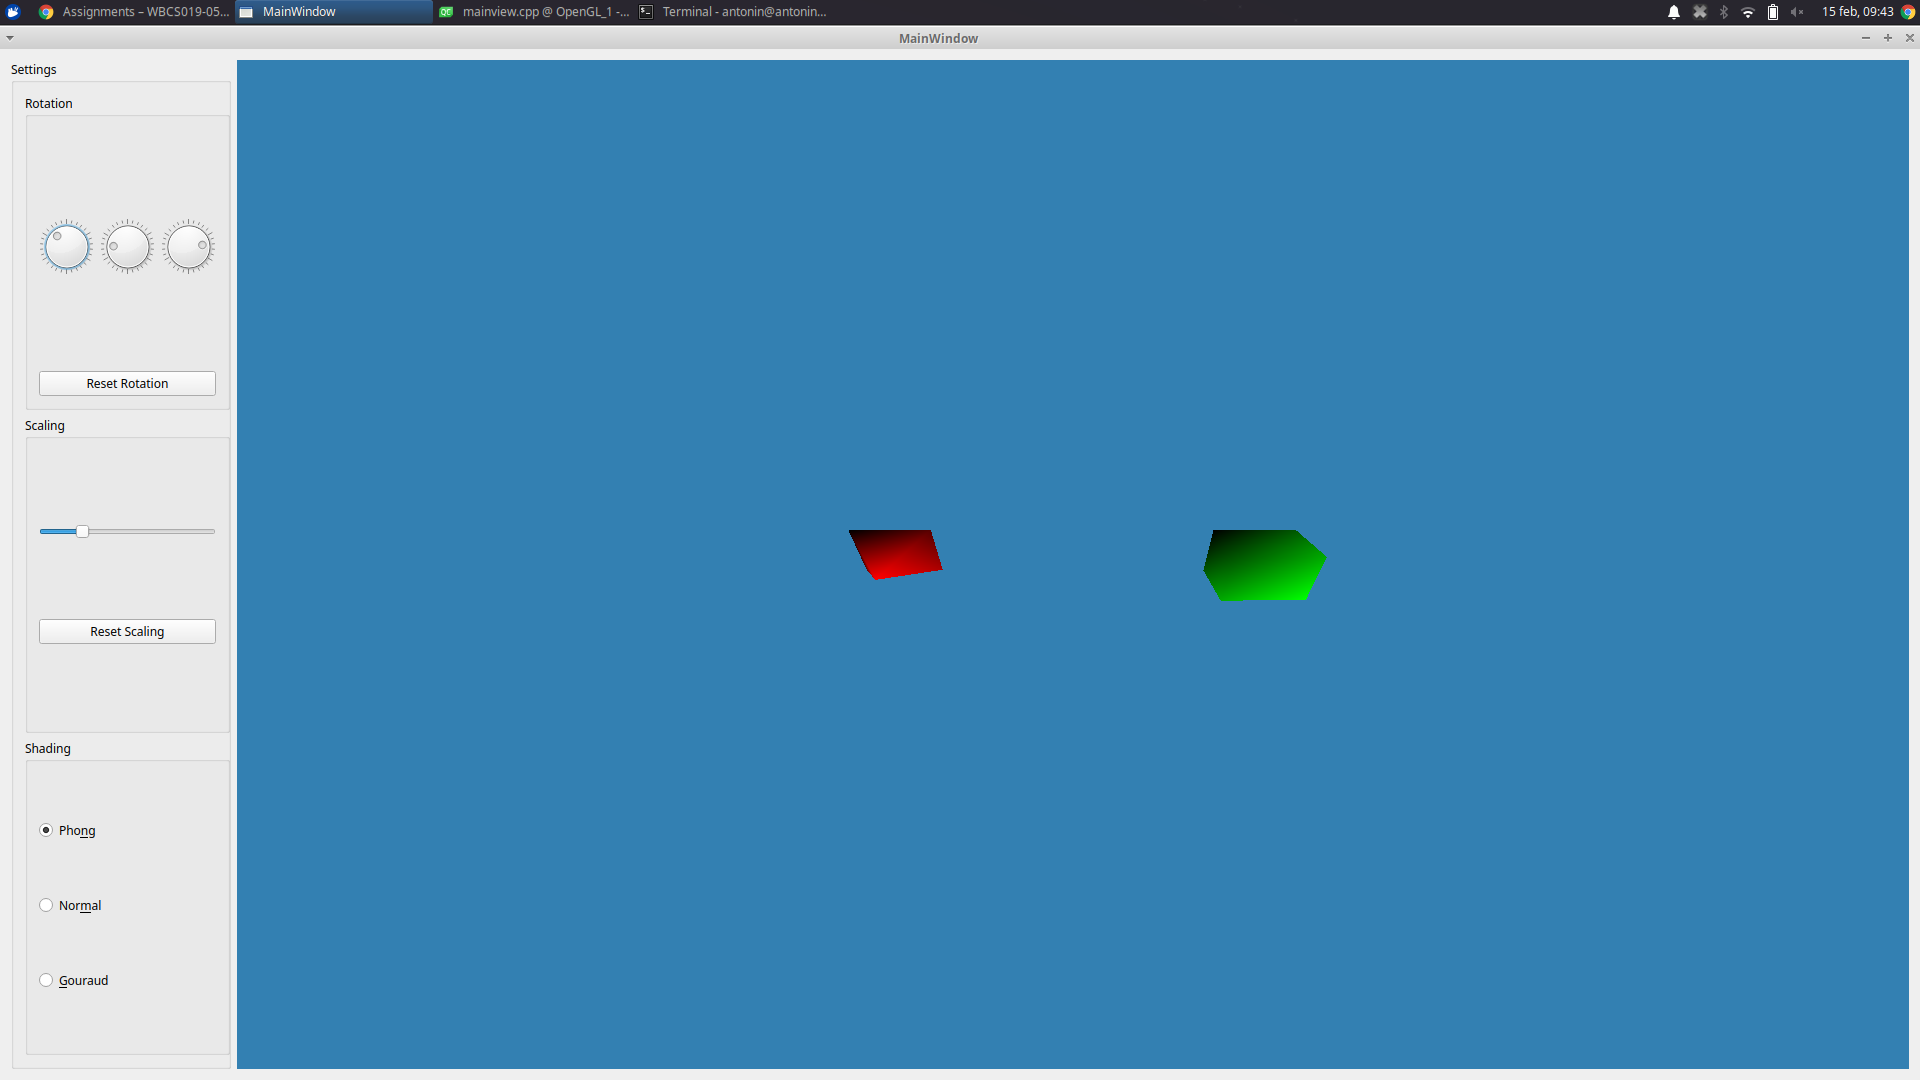 Assignments – WBCS019-05... MainWindow mainview.cpp @ OpenGL_1 -... Terminal - antonin@antonin... 15 feb, 09:43
MainWindow
Settings
Rotation
Reset Rotation
Scaling
Reset Scaling
Shading
Phong
Normal
Gouraud